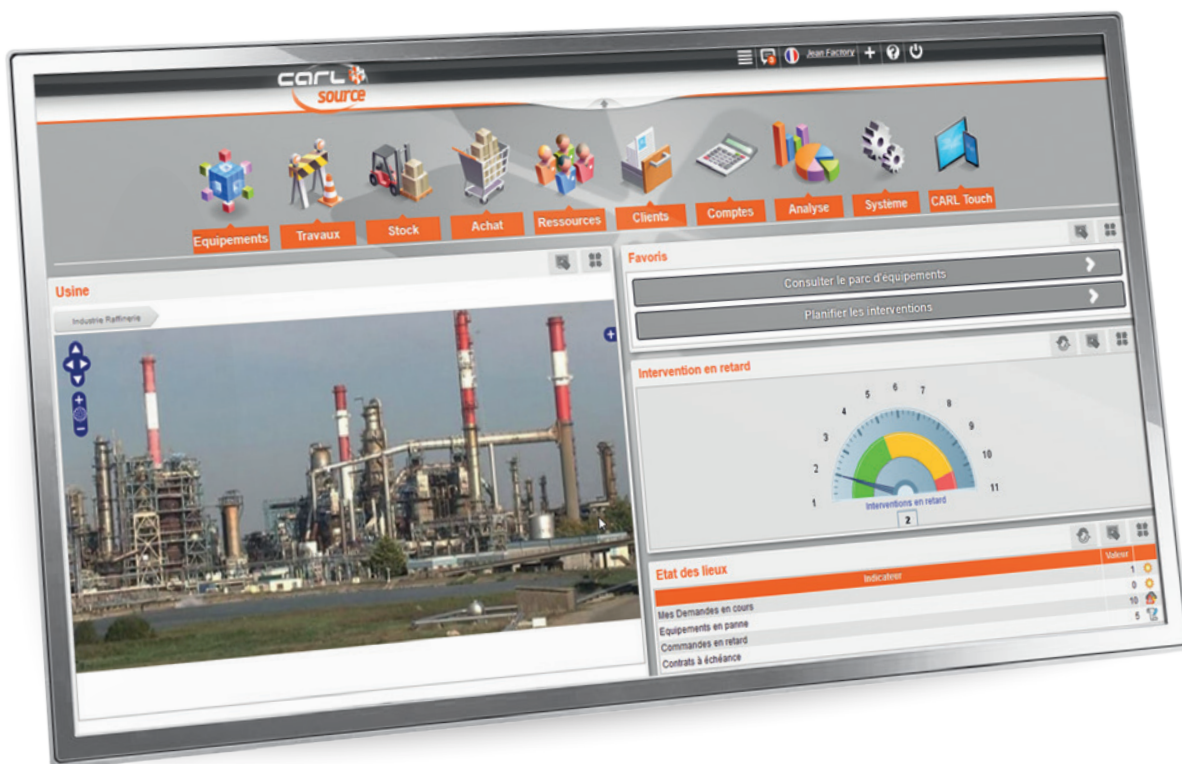 carl
source
Jean Factory
Equipements
Travaux
Stock
Achat
Ressources
Clients
Comptes
Analyse
Système
CARL Touch
Usine
Industrie Raffinerie
Favoris
Consulter le parc d'équipements
Planifier les interventions
Intervention en retard
1
2
3
4
5
6
7
8
9
10
11
Interventions en retard
2
Etat des lieux
Indicateur Valeur
Mes Demandes en cours 1
Equipements en panne 0
Commandes en retard 10
Contrats à échéance 5